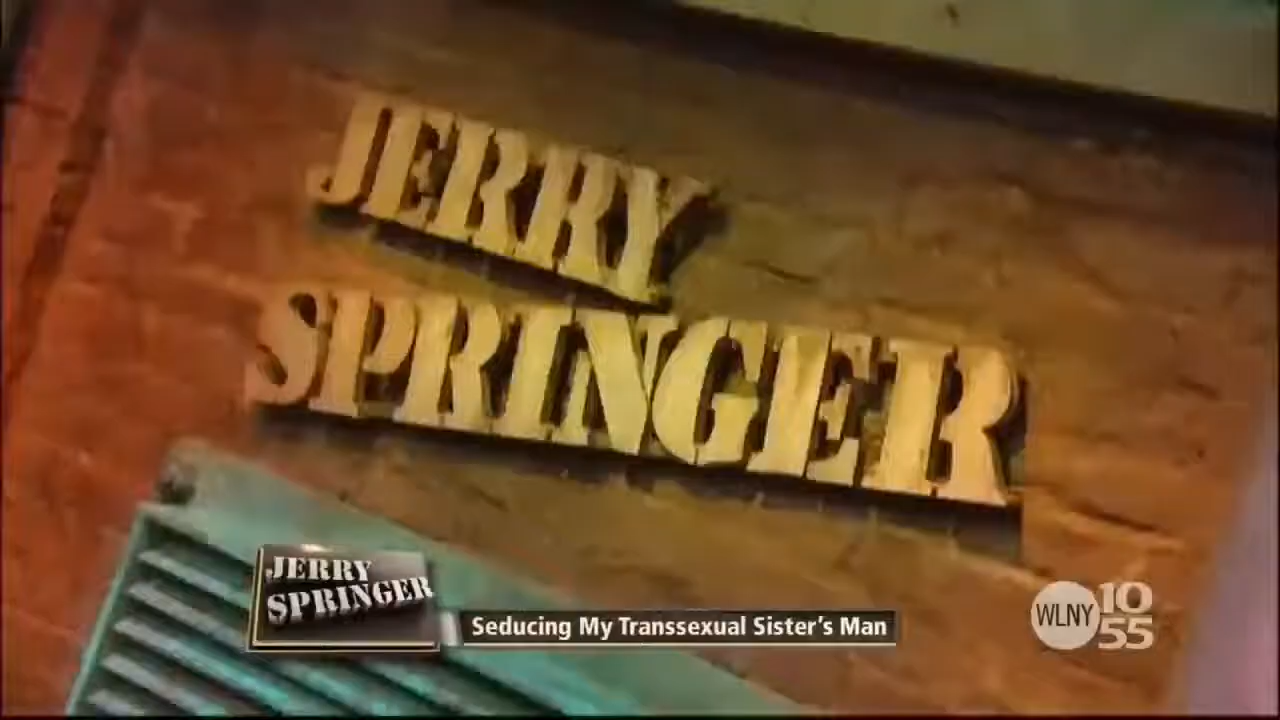 JERRY
SPRINGER
JERRY
SPRINGER
Seducing My Transsexual Sister's Man
WLNY 10
55